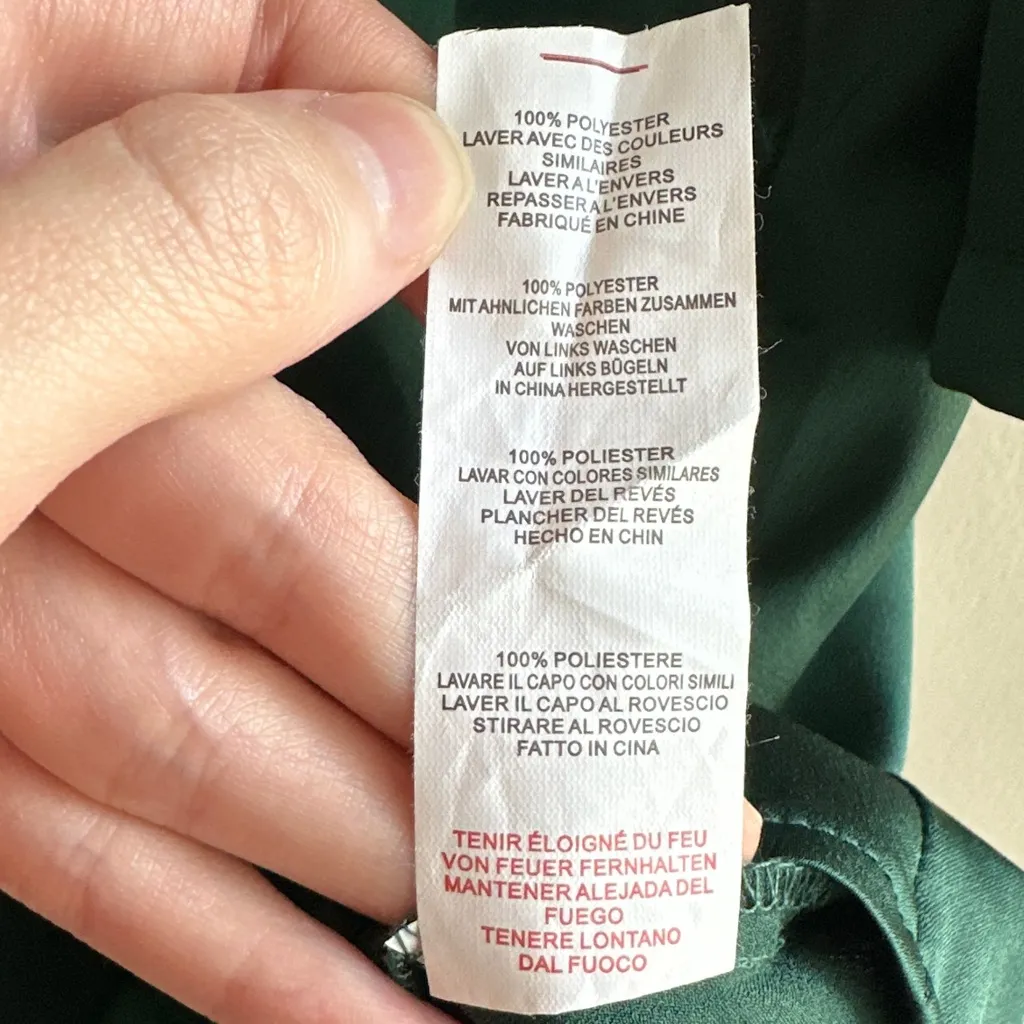 100% POLYESTER
LAVER AVEC DES COULEURS
SIMILAIRES
LAVER A L'ENVERS
REPASSER A L'ENVERS
FABRIQUÉ EN CHINE
100% POLYESTER
MIT AHNLICHEN FARBEN ZUSAMMEN
WASCHEN
VON LINKS WASCHEN
AUF LINKS BÜGELN
IN CHINA HERGESTELLT
100% POLIESTER
LAVAR CON COLORES SIMILARES
LAVER DEL REVÉS
PLANCHER DEL REVÉS
HECHO EN CHIN
100% POLIESTERE
LAVARE IL CAPO CON COLORI SIMILI
LAVER IL CAPO AL ROVESCIO
STIRARE AL ROVESCIO
FATTO IN CINA
TENIR ÉLOIGNÉ DU FEU
VON FEUER FERNHALTEN
MANTENER ALEJADA DEL
FUEGO
TENERE LONTANO
DAL FUOCO